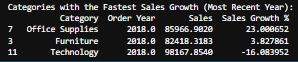 Categories with the Fastest Sales Growth (Most Recent Year):
Category Order Year Sales Sales Growth %
7 Office Supplies 2018.0 85966.9020 23.000652
3 Furniture 2018.0 82418.3183 3.827861
11 Technology 2018.0 98167.8540 -16.083952